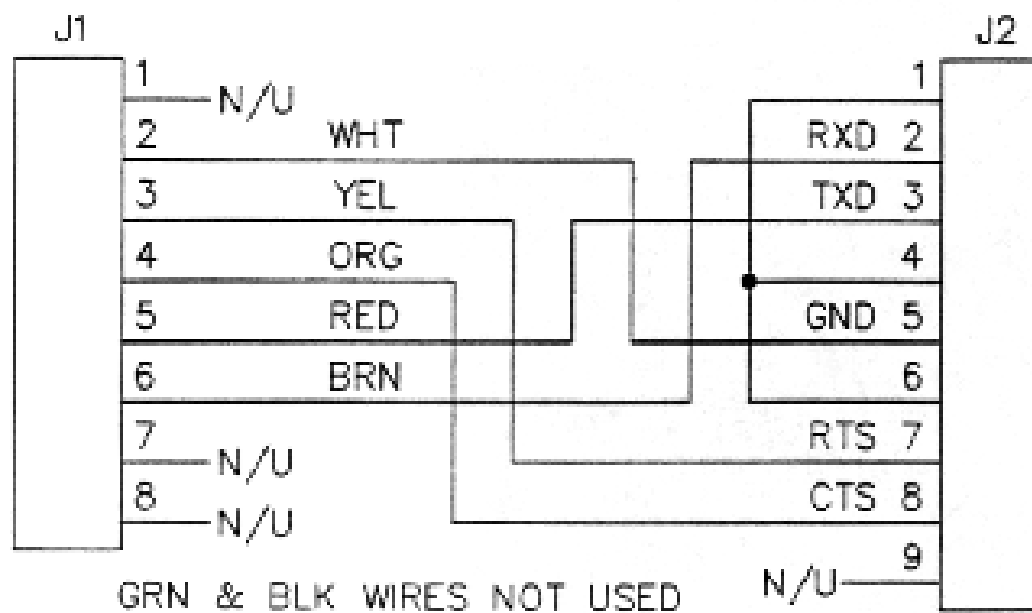 J1 J2
1 N/U 1
2 WHT RXD 2
3 YEL TXD 3
4 ORG 4
5 RED GND 5
6 BRN 6
7 N/U RTS 7
8 N/U CTS 8
N/U 9
GRN & BLK WIRES NOT USED